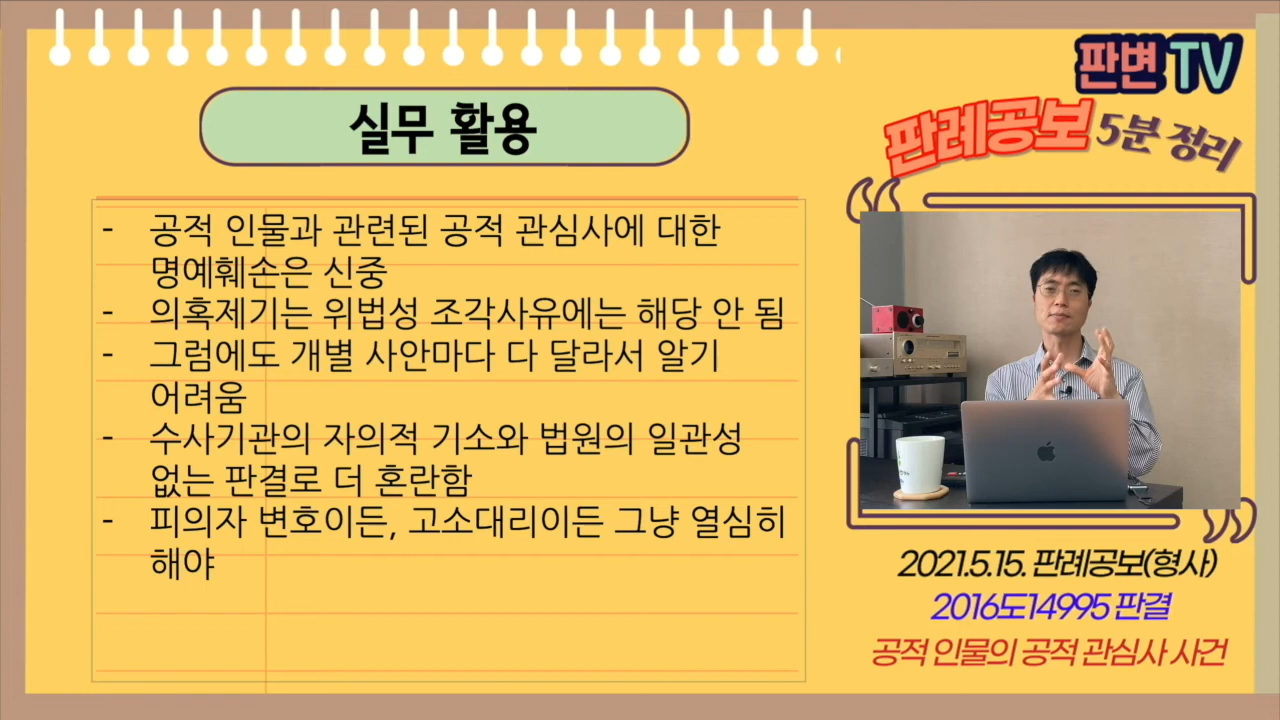 판변 TV
판례공보 5분 정리
실무 활용
- 공적 인물과 관련된 공적 관심사에 대한
명예훼손은 신중
- 의혹제기는 위법성 조각사유에는 해당 안 됨
- 그럼에도 개별 사안마다 다 달라서 알기
어려움
- 수사기관의 자의적 기소와 법원의 일관성
없는 판결로 더 혼란함
- 피의자 변호이든, 고소대리이든 그냥 열심히
해야
2021.5.15. 판례공보(형사)
2016도14995 판결
공적 인물의 공적 관심사 사건